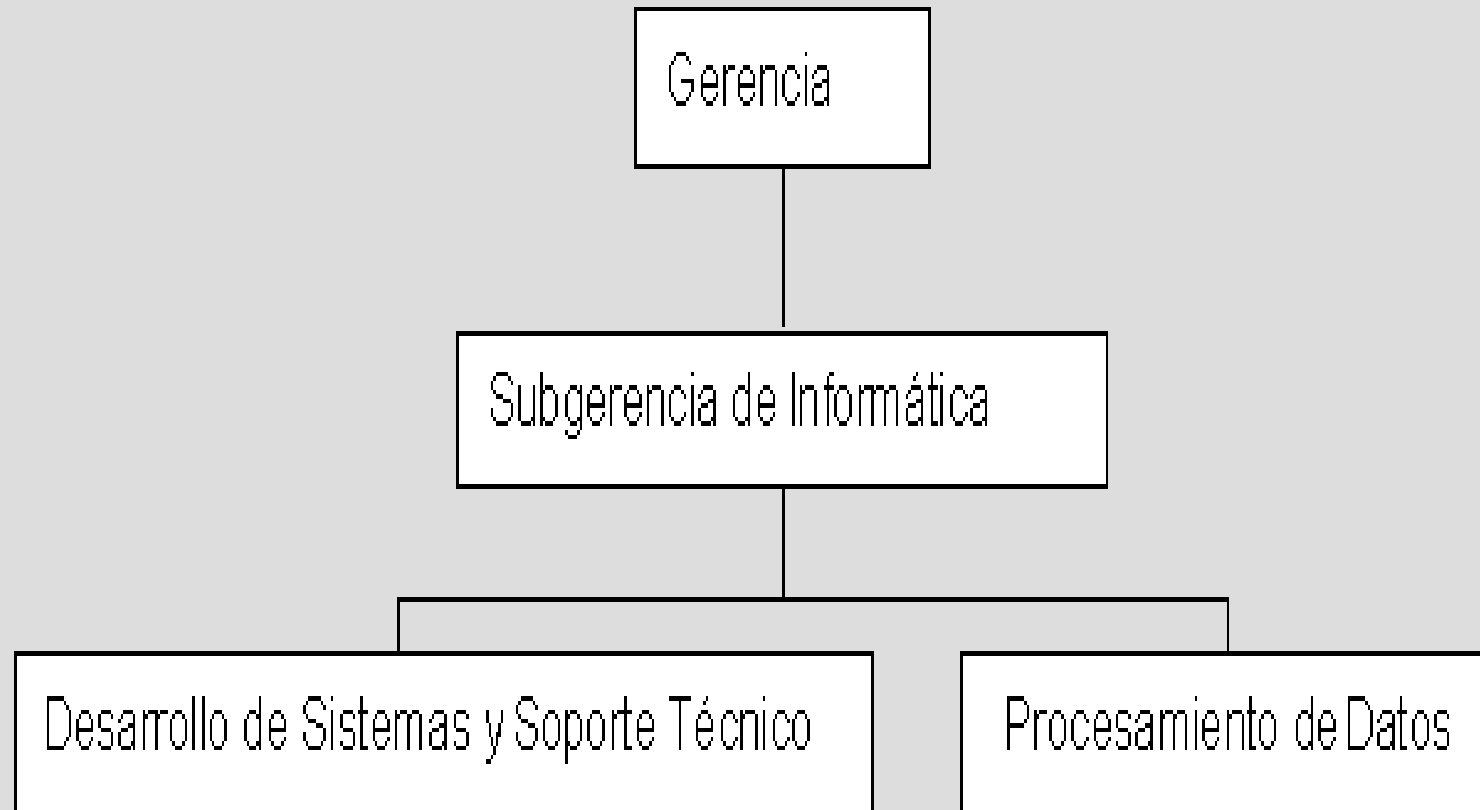 Gerencia
Subgerencia de Informática
Desarrollo de Sistemas y Soporte Técnico
Procesamiento de Datos